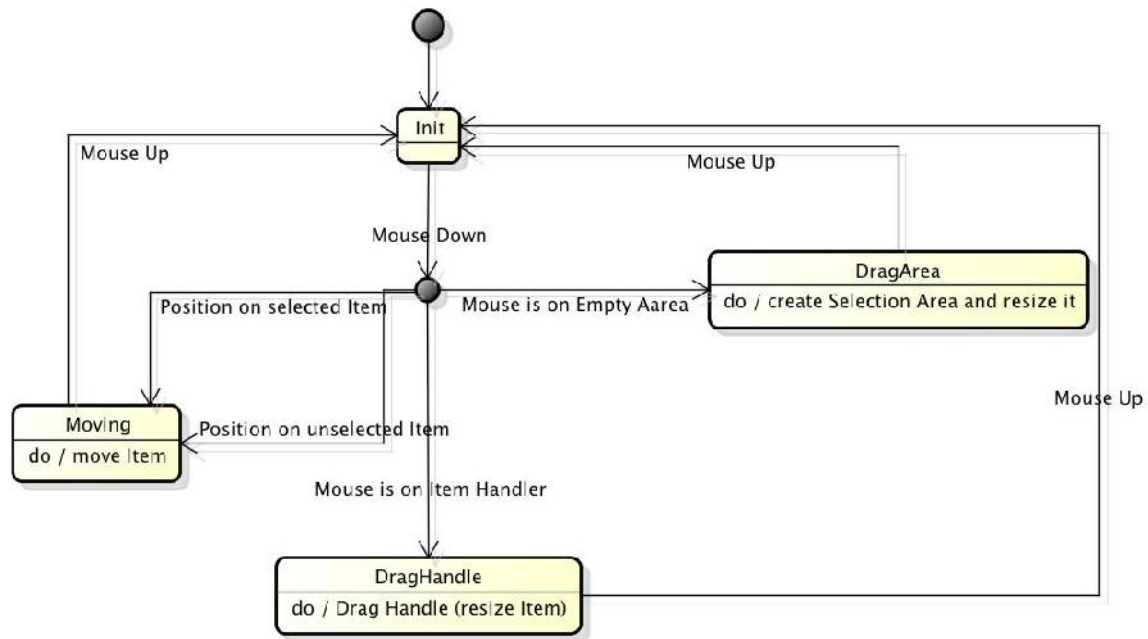 Init
Mouse Up
Mouse Up
Mouse Down
DragArea
do / create Selection Area and resize it
Position on selected Item
Mouse is on Empty Aarea
Mouse Up
Moving
do / move Item
Position on unselected Item
Mouse is on Item Handler
DragHandle
do / Drag Handle (resize Item)